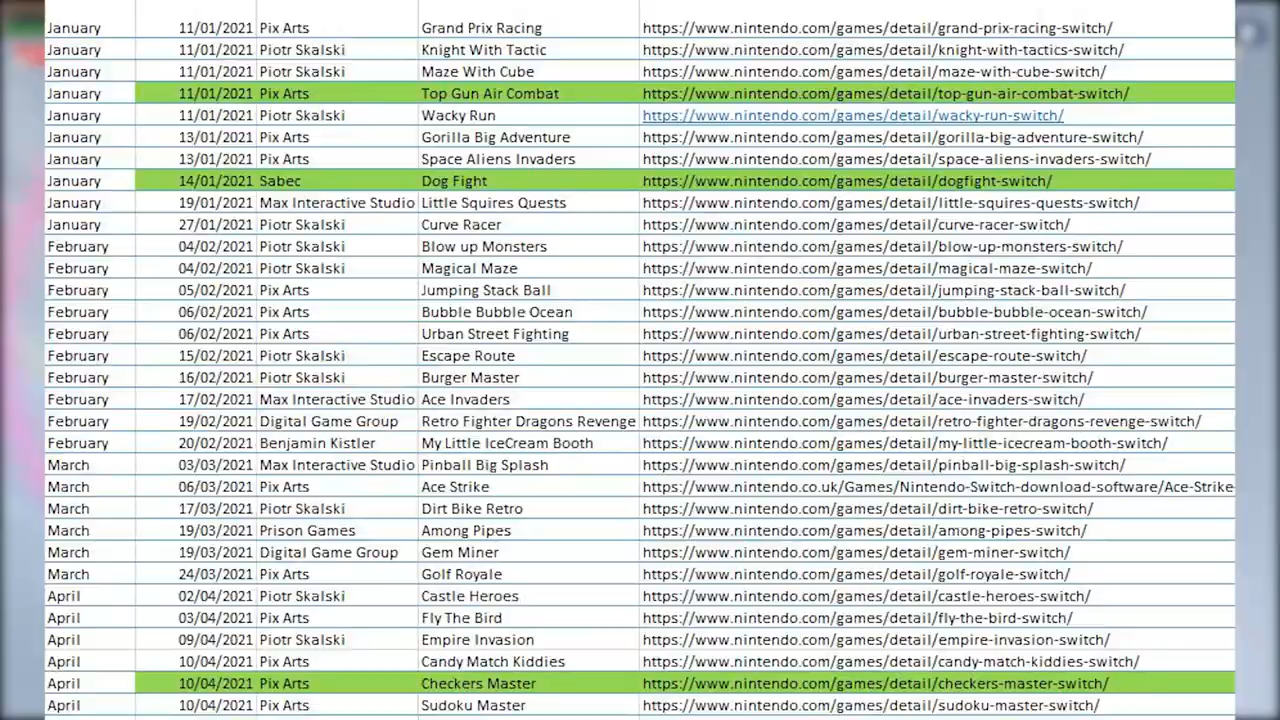 January 11/01/2021 Pix Arts Grand Prix Racing https://www.nintendo.com/games/detail/grand-prix-racing-switch/
January 11/01/2021 Piotr Skalski Knight With Tactic https://www.nintendo.com/games/detail/knight-with-tactics-switch/
January 11/01/2021 Piotr Skalski Maze With Cube https://www.nintendo.com/games/detail/maze-with-cube-switch/
January 11/01/2021 Pix Arts Top Gun Air Combat https://www.nintendo.com/games/detail/top-gun-air-combat-switch/
January 11/01/2021 Piotr Skalski Wacky Run https://www.nintendo.com/games/detail/wacky-run-switch/
January 13/01/2021 Pix Arts Gorilla Big Adventure https://www.nintendo.com/games/detail/gorilla-big-adventure-switch/
January 13/01/2021 Pix Arts Space Aliens Invaders https://www.nintendo.com/games/detail/space-aliens-invaders-switch/
January 14/01/2021 Sabec Dog Fight https://www.nintendo.com/games/detail/dogfight-switch/
January 19/01/2021 Max Interactive Studio Little Squires Quests https://www.nintendo.com/games/detail/little-squires-quests-switch/
January 27/01/2021 Piotr Skalski Curve Racer https://www.nintendo.com/games/detail/curve-racer-switch/
February 04/02/2021 Piotr Skalski Blow up Monsters https://www.nintendo.com/games/detail/blow-up-monsters-switch/
February 04/02/2021 Piotr Skalski Magical Maze https://www.nintendo.com/games/detail/magical-maze-switch/
February 05/02/2021 Pix Arts Jumping Stack Ball https://www.nintendo.com/games/detail/jumping-stack-ball-switch/
February 06/02/2021 Pix Arts Bubble Bubble Ocean https://www.nintendo.com/games/detail/bubble-bubble-ocean-switch/
February 06/02/2021 Pix Arts Urban Street Fighting https://www.nintendo.com/games/detail/urban-street-fighting-switch/
February 15/02/2021 Piotr Skalski Escape Route https://www.nintendo.com/games/detail/escape-route-switch/
February 16/02/2021 Piotr Skalski Burger Master https://www.nintendo.com/games/detail/burger-master-switch/
February 17/02/2021 Max Interactive Studio Ace Invaders https://www.nintendo.com/games/detail/ace-invaders-switch/
February 19/02/2021 Digital Game Group Retro Fighter Dragons Revenge https://www.nintendo.com/games/detail/retro-fighter-dragons-revenge-switch/
February 20/02/2021 Benjamin Kistler My Little IceCream Booth https://www.nintendo.com/games/detail/my-little-icecream-booth-switch/
March 03/03/2021 Max Interactive Studio Pinball Big Splash https://www.nintendo.com/games/detail/pinball-big-splash-switch/
March 06/03/2021 Pix Arts Ace Strike https://www.nintendo.co.uk/Games/Nintendo-Switch-download-software/Ace-Strike-
March 17/03/2021 Piotr Skalski Dirt Bike Retro https://www.nintendo.com/games/detail/dirt-bike-retro-switch/
March 19/03/2021 Prison Games Among Pipes https://www.nintendo.com/games/detail/among-pipes-switch/
March 19/03/2021 Digital Game Group Gem Miner https://www.nintendo.com/games/detail/gem-miner-switch/
March 24/03/2021 Pix Arts Golf Royale https://www.nintendo.com/games/detail/golf-royale-switch/
April 02/04/2021 Piotr Skalski Castle Heroes https://www.nintendo.com/games/detail/castle-heroes-switch/
April 03/04/2021 Pix Arts Fly The Bird https://www.nintendo.com/games/detail/fly-the-bird-switch/
April 09/04/2021 Piotr Skalski Empire Invasion https://www.nintendo.com/games/detail/empire-invasion-switch/
April 10/04/2021 Pix Arts Candy Match Kiddies https://www.nintendo.com/games/detail/candy-match-kiddies-switch/
April 10/04/2021 Pix Arts Checkers Master https://www.nintendo.com/games/detail/checkers-master-switch/
April 10/04/2021 Pix Arts Sudoku Master https://www.nintendo.com/games/detail/sudoku-master-switch/